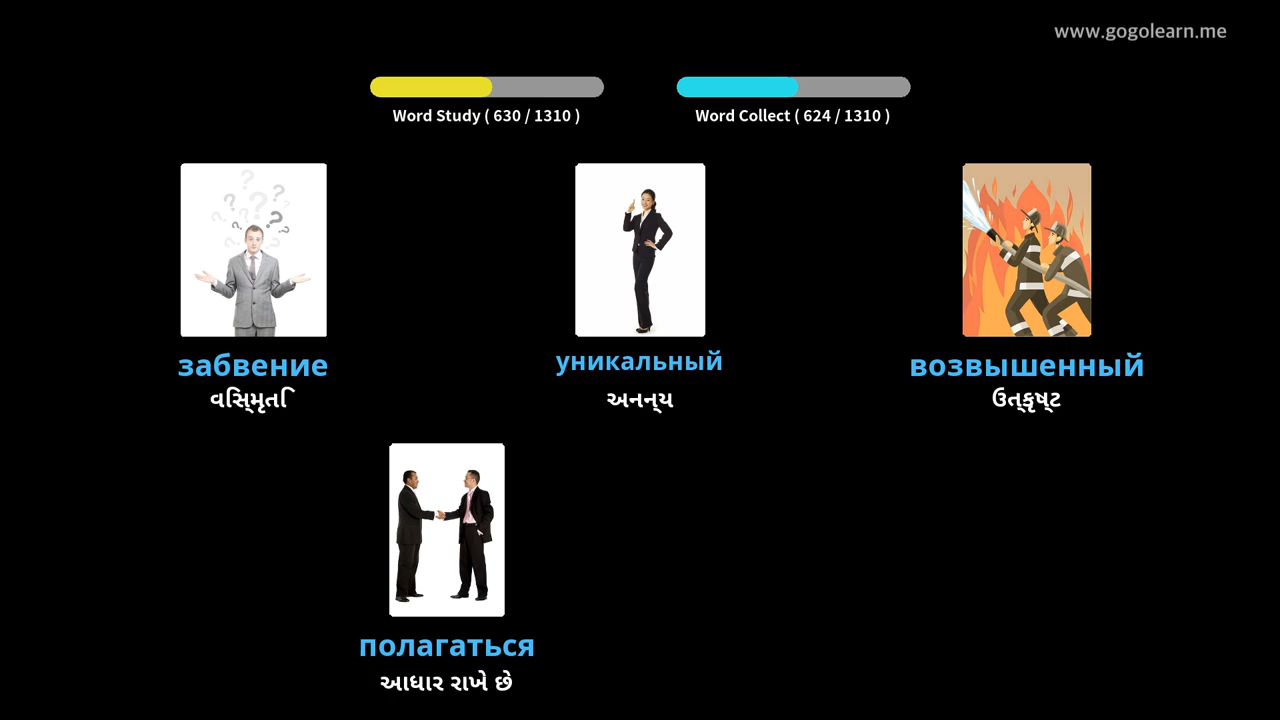 www.gogolearn.me
Word Study ( 630 / 1310 )
Word Collect ( 624 / 1310 )
забвение
વિસ્મૃતિ
уникальный
અનન્ય
возвышенный
ઉત્કૃષ્ટ
полагаться
આધાર રાખે છે